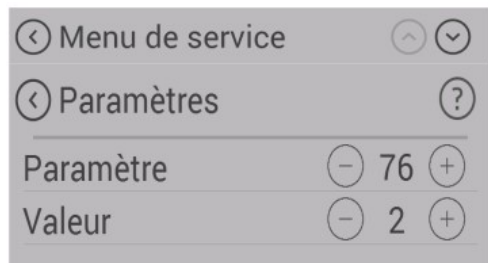 Menu de service
Paramètres ?
Paramètre - 76 +
Valeur - 2 +